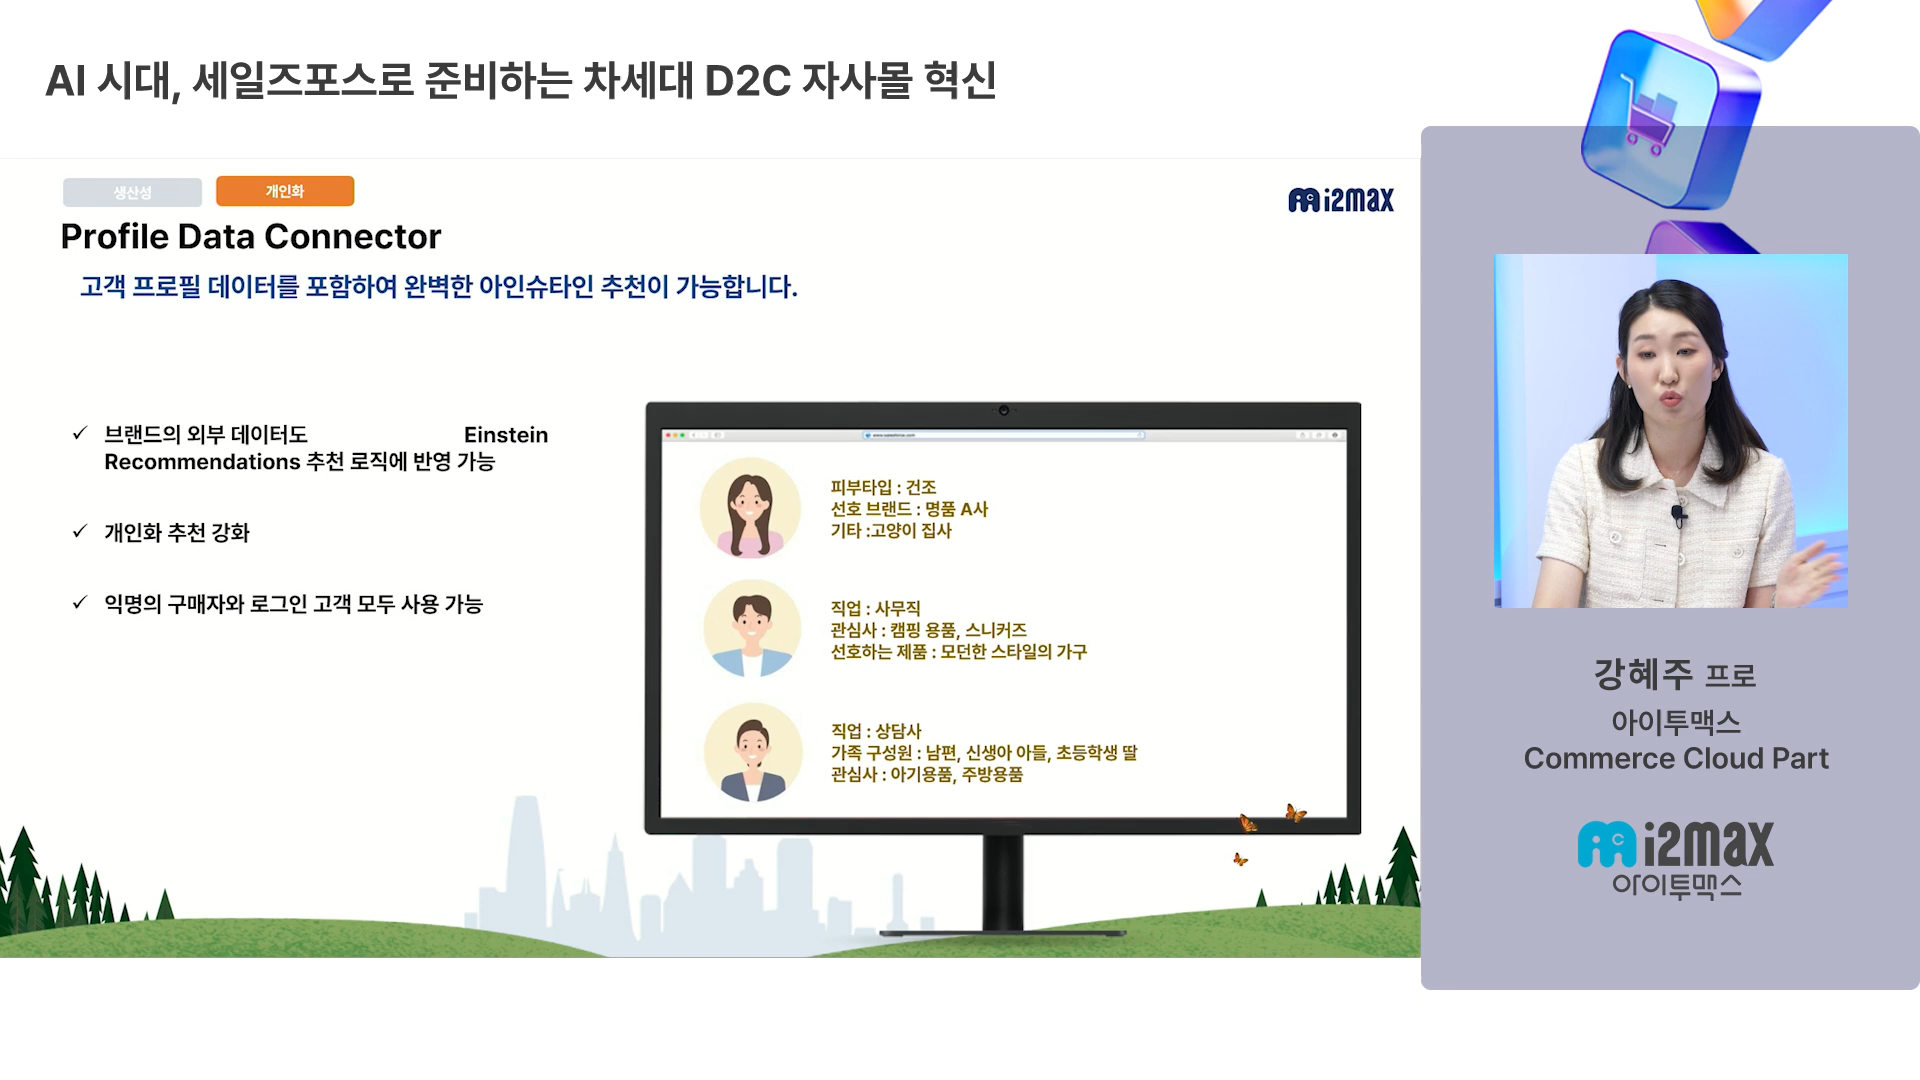 AI 시대, 세일즈포스로 준비하는 차세대 D2C 자사몰 혁신
생산성
개인화
i2max
Profile Data Connector
고객 프로필 데이터를 포함하여 완벽한 아인슈타인 추천이 가능합니다.
✓ 브랜드의 외부 데이터도 Einstein
Recommendations 추천 로직에 반영 가능
✓ 개인화 추천 강화
✓ 익명의 구매자와 로그인 고객 모두 사용 가능
www.salesforce.com
피부타입 : 건조
선호 브랜드 : 명품 A사
기타 :고양이 집사
직업 : 사무직
관심사 : 캠핑 용품, 스니커즈
선호하는 제품 : 모던한 스타일의 가구
직업 : 상담사
가족 구성원 : 남편, 신생아 아들, 초등학생 딸
관심사 : 아기용품, 주방용품
강혜주 프로
아이투맥스
Commerce Cloud Part
i2max
아이투맥스